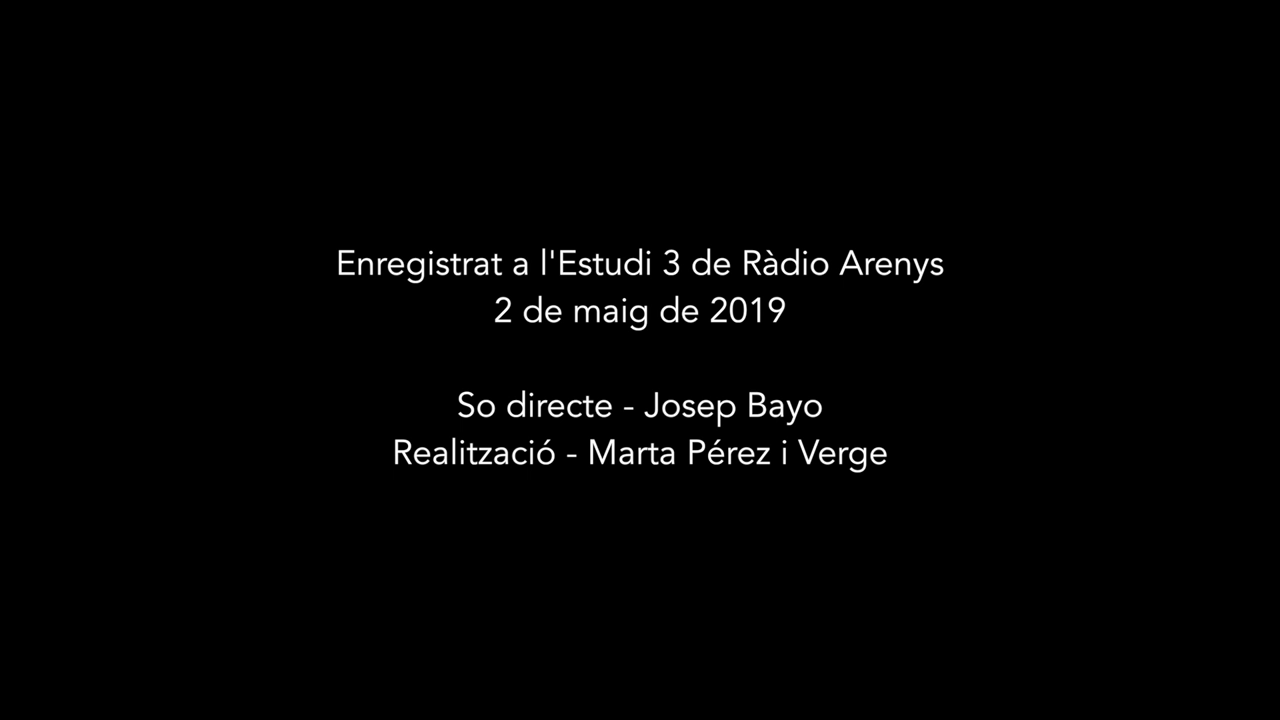 Enregistrat a l'Estudi 3 de Ràdio Arenys
2 de maig de 2019
So directe - Josep Bayo
Realització - Marta Pérez i Verge